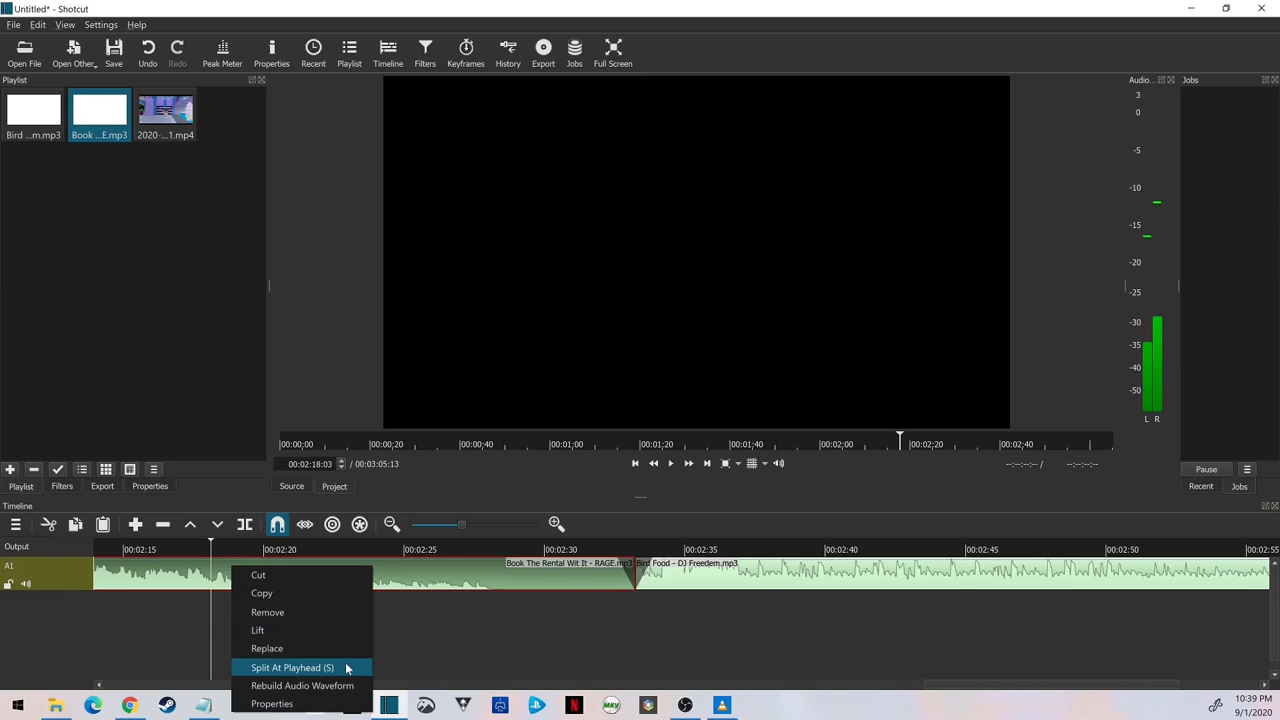 Untitled* - Shotcut
File Edit View Settings Help
Open File Open Other.. Save Undo Redo Peak Meter Properties Recent Playlist Timeline Filters Keyframes History Export Jobs Full Screen
Playlist
Audio...
Jobs
Bird ...m.mp3 Book ...E.mp3 2020-...1.mp4
3
0
-5
-10
-15
-20
-25
-30
-35
-40
-50
L R
00:00:00 00:00:20 00:00:40 00:01:00 00:01:20 00:01:40 00:02:00 00:02:20 00:02:40
00:02:18:03 / 00:03:05:13
--:--:--:-- / --:--:--:--
Pause
Playlist Filters Export Properties
Source Project
Recent Jobs
Timeline
Output
00:02:15 00:02:20 00:02:25 00:02:30 00:02:35 00:02:40 00:02:45 00:02:50 00:02:55
A1
Book The Rental Wit It - RAGE.mp3 Bird Food - DJ Freedem.mp3
Cut
Copy
Remove
Lift
Replace
Split At Playhead (S)
Rebuild Audio Waveform
Properties
MKV
10:39 PM
9/1/2020